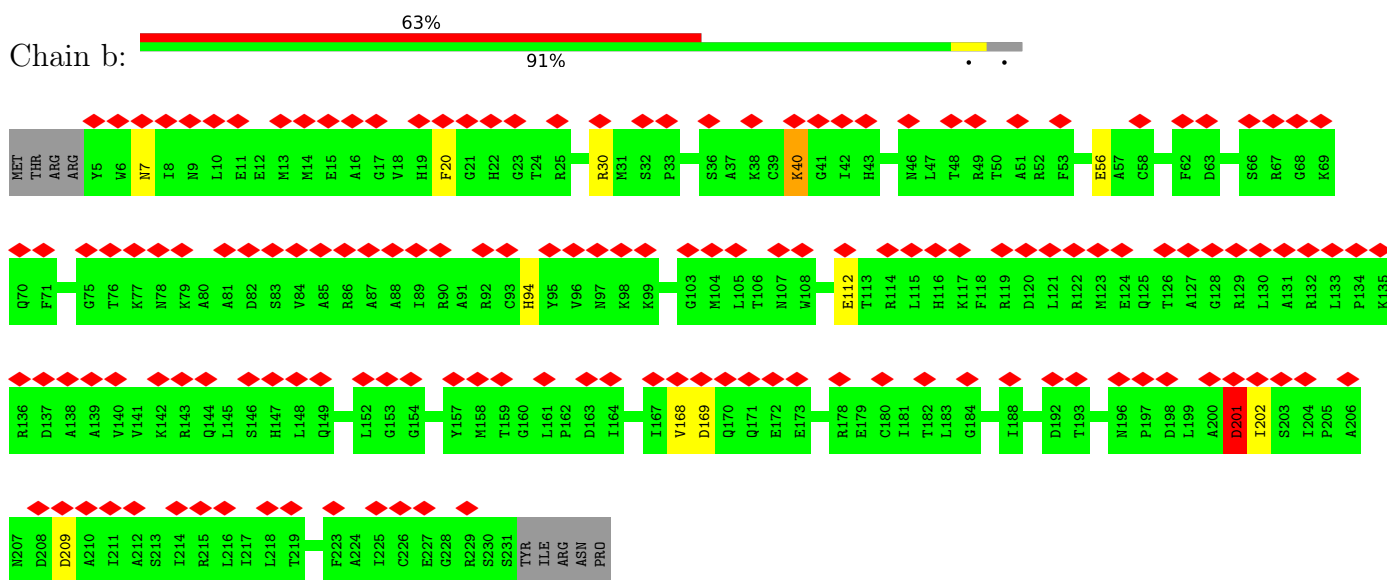 63%
Chain b:
91% • •
MET THR ARG ARG Y5 W6 N7 I8 N9 L10 E11 E12 M13 M14 E15 A16 G17 V18 H19 F20 G21 H22 G23 T24 R25 R30 M31 S32 P33 S36 A37 K38 C39 K40 G41 I42 H43 N46 L47 T48 R49 T50 A51 R52 F53 E56 A57 C58 F62 D63 S66 R67 G68 K69
Q70 F71 G75 T76 K77 N78 K79 A80 A81 D82 S83 V84 A85 R86 A87 A88 I89 R90 A91 R92 C93 H94 Y95 V96 N97 K98 K99 G103 M104 L105 T106 N107 W108 E112 T113 R114 L115 H116 K117 F118 R119 D120 L121 R122 M123 E124 Q125 T126 A127 G128 R129 L130 A131 R132 L133 P134 K135
R136 D137 A138 A139 V140 V141 K142 R143 Q144 L145 S146 H147 L148 Q149 L152 G153 G154 Y157 M158 T159 G160 L161 P162 D163 I164 I167 V168 D169 Q170 Q171 E172 E173 R178 E179 C180 I181 T182 L183 G184 I188 D192 T193 N196 P197 D198 L199 A200 D201 I202 S203 I204 P205 A206
N207 D208 D209 A210 I211 A212 S213 I214 R215 L216 I217 L218 T219 F223 A224 I225 C226 E227 G228 R229 S230 S231 TYR ILE ARG ASN PRO